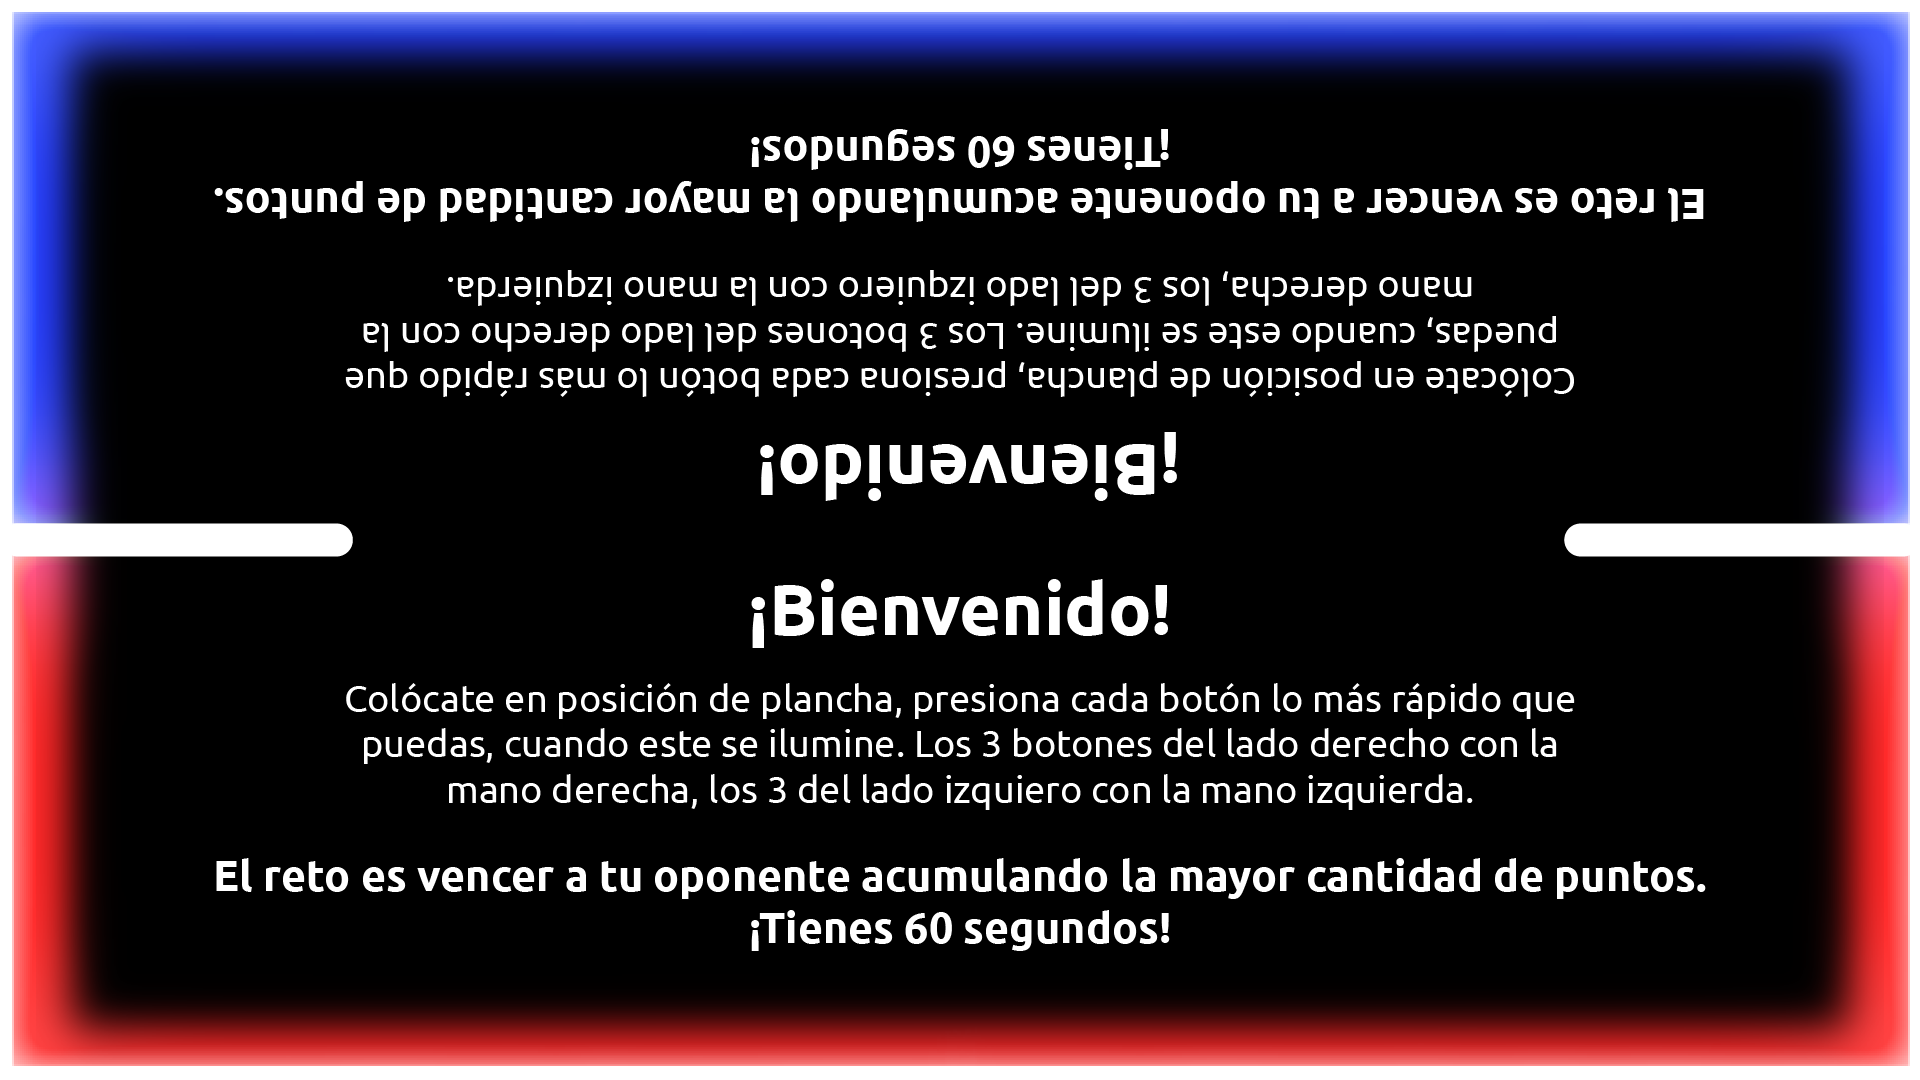 ¡Tienes 60 segundos!
El reto es vencer a tu oponente acumulando la mayor cantidad de puntos.
mano derecha, los 3 del lado izquiero con la mano izquierda.
puedas, cuando este se ilumine. Los 3 botones del lado derecho con la
Colócate en posición de plancha, presiona cada botón lo más rápido que
¡Bienvenido!
¡Bienvenido!
Colócate en posición de plancha, presiona cada botón lo más rápido que
puedas, cuando este se ilumine. Los 3 botones del lado derecho con la
mano derecha, los 3 del lado izquiero con la mano izquierda.
El reto es vencer a tu oponente acumulando la mayor cantidad de puntos.
¡Tienes 60 segundos!